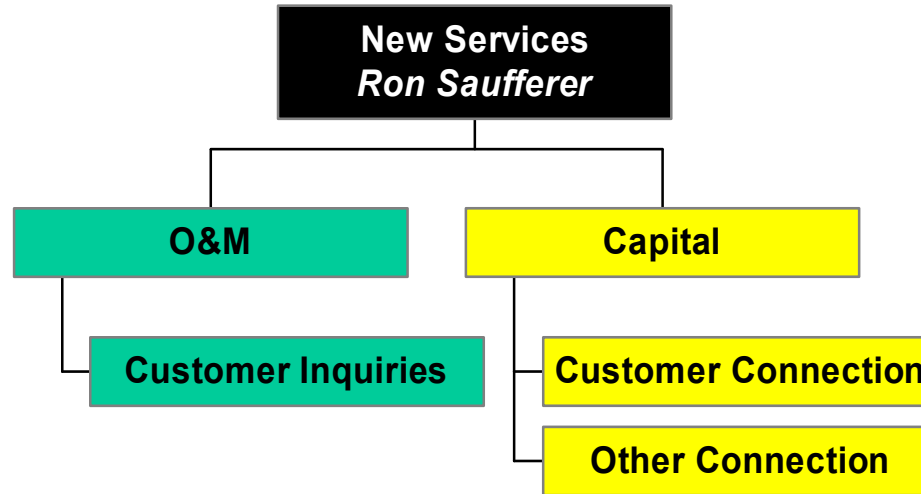 New Services
Ron Saufferer
O&M
Capital
Customer Inquiries
Customer Connection
Other Connection